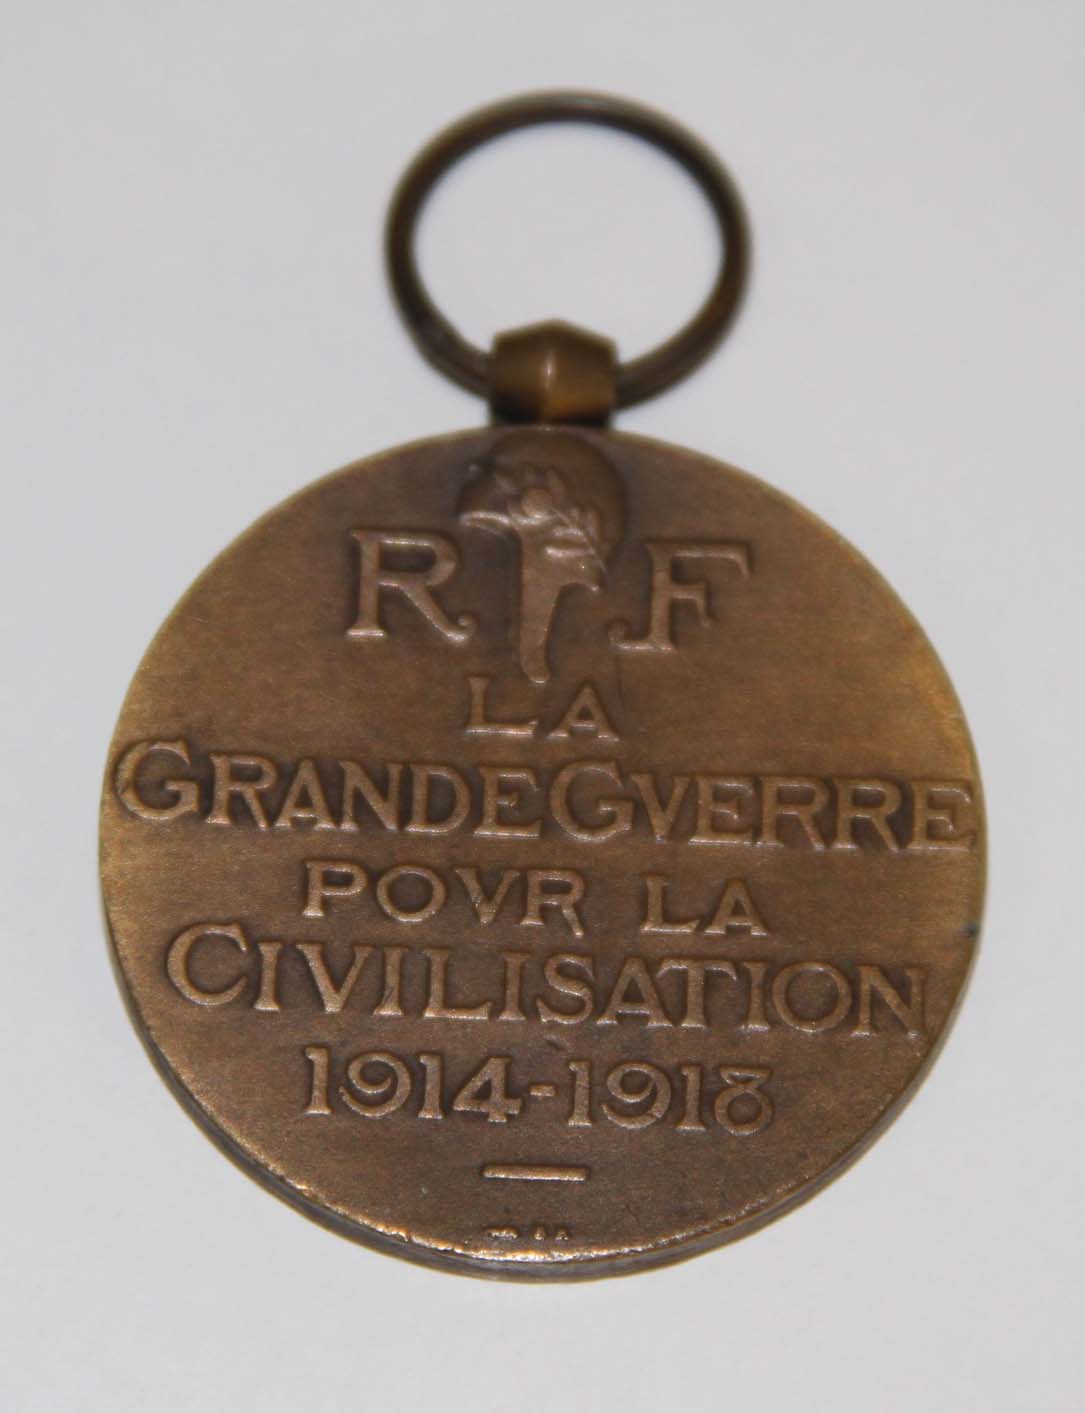 R F
LA
GRANDE GVERRE
POVR LA
CIVILISATION
1914-1918